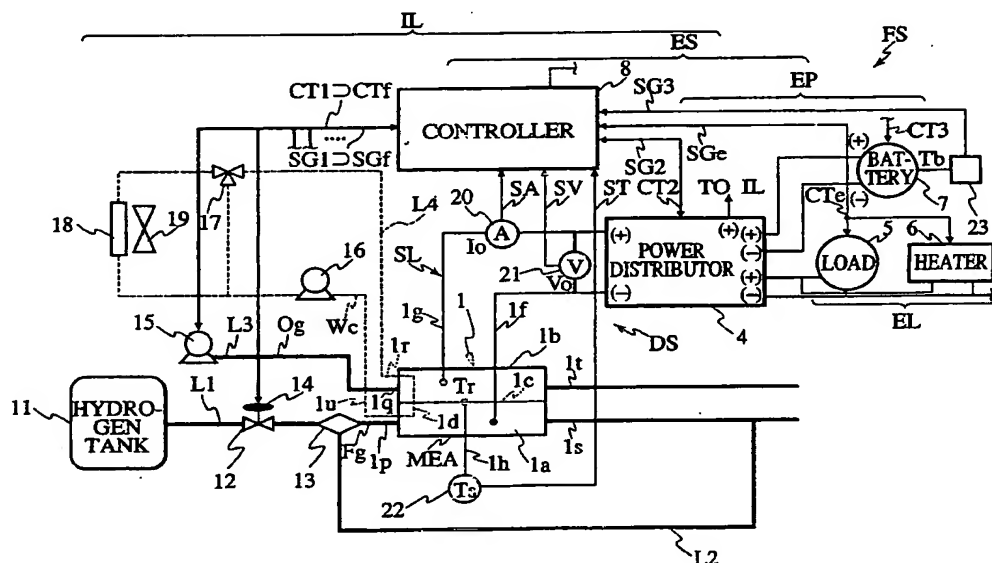 IL
ES
FS
8
EP
CT1⊃CTf
SG3
CONTROLLER
SG1⊃SGf
SGe
CT3
(+)
BAT-
TERY
Tb
SG2
ST
CT2
TO IL
SA
SV
CTe
(-)
7
23
18
19
17
L4
20
Io
A
(+)
(+)
(+)
(-)
5
6
16
SL
21
V
Vo
POWER
DISTRIBUTOR
(+)
(-)
LOAD
HEATER
(-)
EL
15
L3
Og
Wc
1g
1
1f
1b
DS
4
1r
1c
1t
Tr
HYDRO-
GEN
TANK
11
L1
14
1u
1q
1d
12
13
Fg
1p
MEA
1h
1a
1s
22
Ts
L2